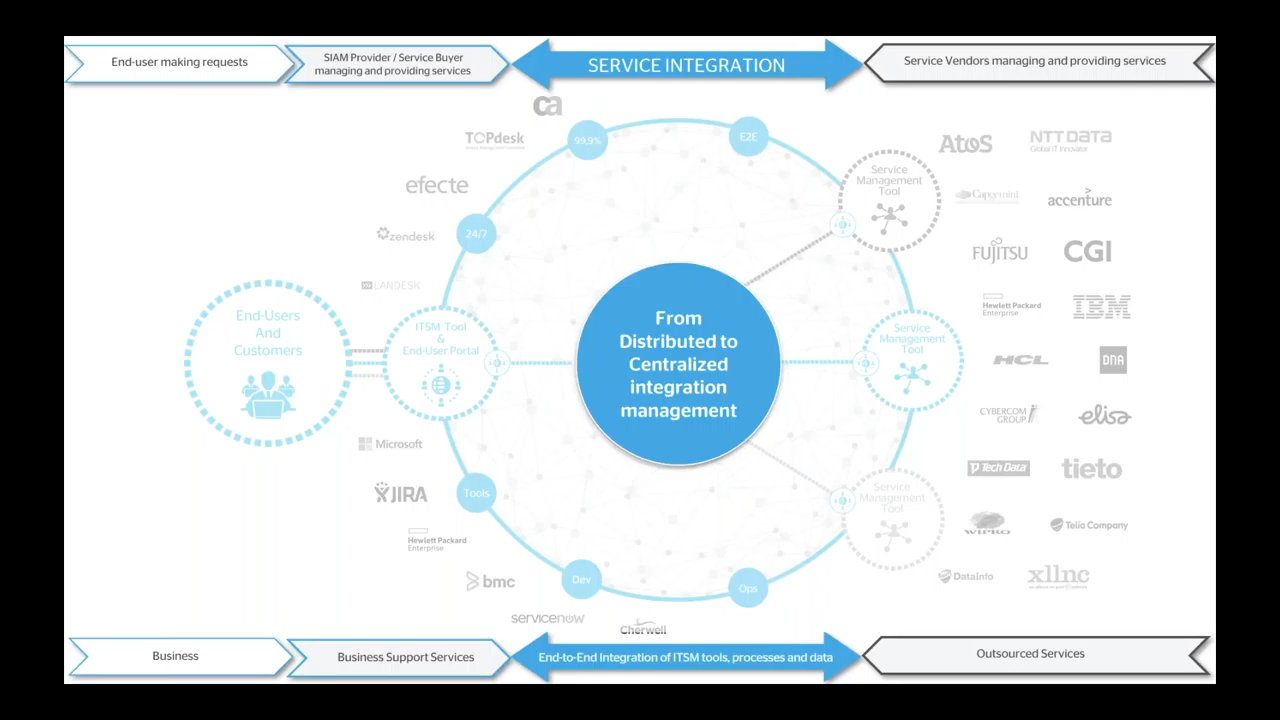 End-user making requests
SIAM Provider / Service Buyer
managing and providing services
SERVICE INTEGRATION
Service Vendors managing and providing services
ca
TOPdesk
efecte
zendesk
LANDESK
99,9%
E2E
24/7
End-Users
And
Customers
ITSM Tool
&
End-User Portal
From
Distributed to
Centralized
integration
management
Service
Management
Tool
Service
Management
Tool
Service
Management
Tool
Microsoft
JIRA
Hewlett Packard
Enterprise
bmc
servicenow
Cherwell
Tools
Dev
Ops
Atos
NTT DATA
Global IT Innovator
Capgemini
accenture
FUJITSU
CGI
Hewlett Packard
Enterprise
IBM
HCL
DNA
CYBERCOM
GROUP
elisa
Tech Data
tieto
WIPRO
Telia Company
DataInfo
xllnc
Business
Business Support Services
End-to-End Integration of ITSM tools, processes and data
Outsourced Services